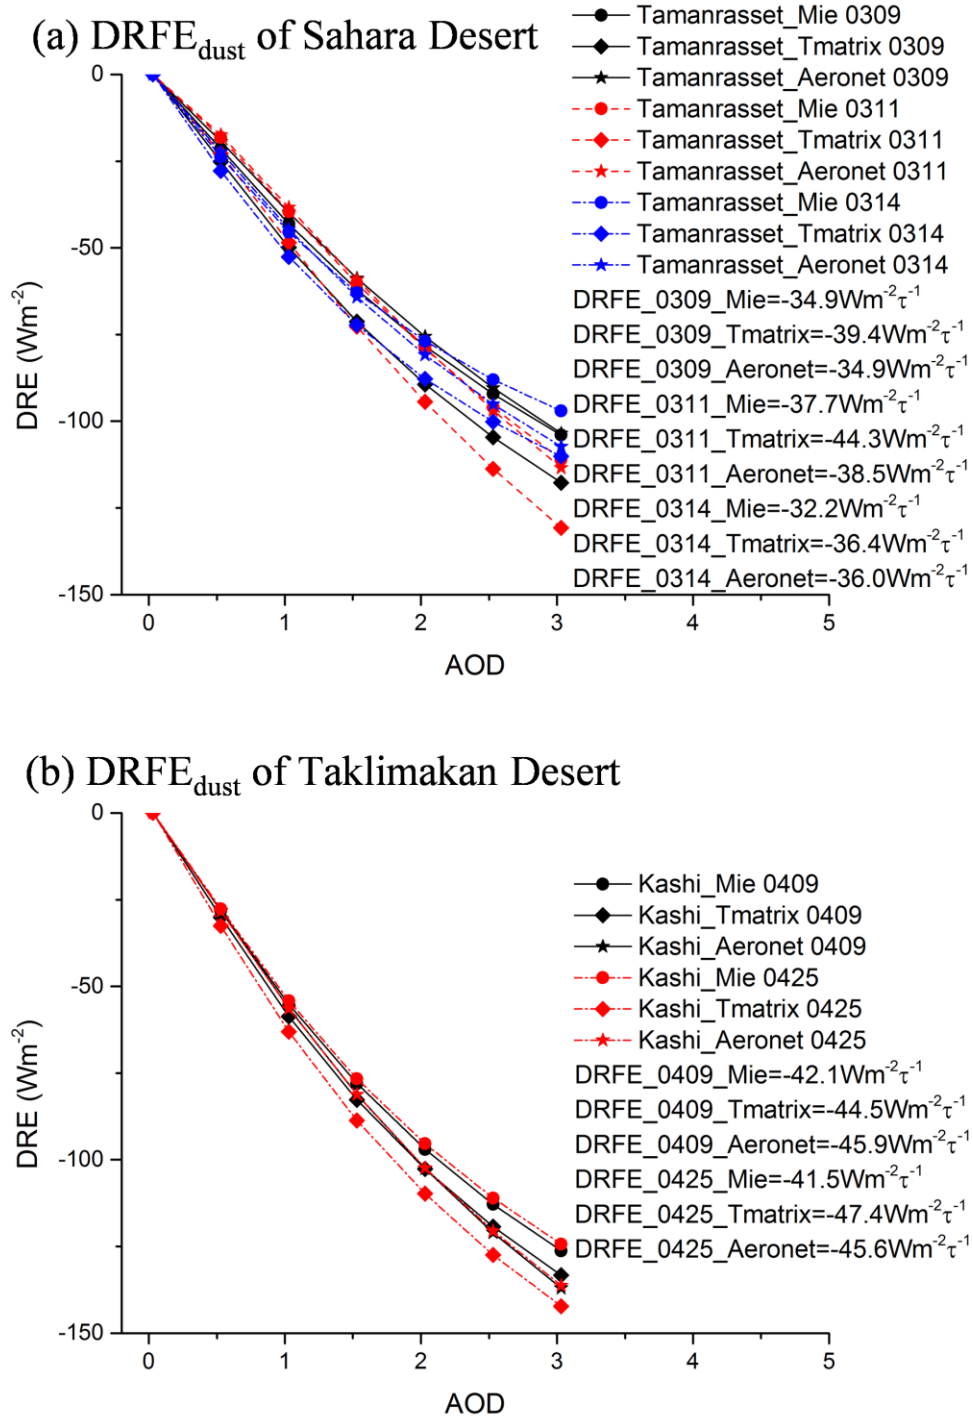 (a) DRFE_dust of Sahara Desert
Tamanrasset_Mie 0309
Tamanrasset_Tmatrix 0309
Tamanrasset_Aeronet 0309
Tamanrasset_Mie 0311
Tamanrasset_Tmatrix 0311
Tamanrasset_Aeronet 0311
Tamanrasset_Mie 0314
Tamanrasset_Tmatrix 0314
Tamanrasset_Aeronet 0314
DRFE_0309_Mie=-34.9Wm⁻²τ⁻¹
DRFE_0309_Tmatrix=-39.4Wm⁻²τ⁻¹
DRFE_0309_Aeronet=-34.9Wm⁻²τ⁻¹
DRFE_0311_Mie=-37.7Wm⁻²τ⁻¹
DRFE_0311_Tmatrix=-44.3Wm⁻²τ⁻¹
DRFE_0311_Aeronet=-38.5Wm⁻²τ⁻¹
DRFE_0314_Mie=-32.2Wm⁻²τ⁻¹
DRFE_0314_Tmatrix=-36.4Wm⁻²τ⁻¹
DRFE_0314_Aeronet=-36.0Wm⁻²τ⁻¹
0
-50
-100
-150
DRE (Wm⁻²)
0 1 2 3 4 5
AOD
(b) DRFE_dust of Taklimakan Desert
Kashi_Mie 0409
Kashi_Tmatrix 0409
Kashi_Aeronet 0409
Kashi_Mie 0425
Kashi_Tmatrix 0425
Kashi_Aeronet 0425
DRFE_0409_Mie=-42.1Wm⁻²τ⁻¹
DRFE_0409_Tmatrix=-44.5Wm⁻²τ⁻¹
DRFE_0409_Aeronet=-45.9Wm⁻²τ⁻¹
DRFE_0425_Mie=-41.5Wm⁻²τ⁻¹
DRFE_0425_Tmatrix=-47.4Wm⁻²τ⁻¹
DRFE_0425_Aeronet=-45.6Wm⁻²τ⁻¹
0
-50
-100
-150
DRE (Wm⁻²)
0 1 2 3 4 5
AOD